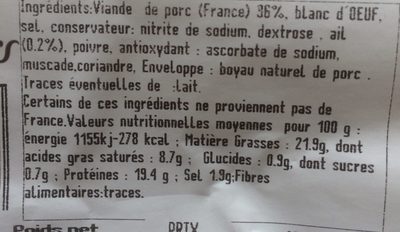 Ingrédients:Viande de porc (France) 36%, blanc d'OEUF,
sel, conservateur: nitrite de sodium, dextrose , ail
(0.2%), poivre, antioxydant : ascorbate de sodium,
muscade,coriandre, Enveloppe : boyau naturel de porc .
Traces éventuelles de :lait.
Certains de ces ingrédients ne proviennent pas de
France.Valeurs nutritionnelles moyennes pour 100 g :
énergie 1155kj-278 kcal ; Matière Grasses : 21.9g, dont
acides gras saturés : 8.7g ; Glucides : 0.9g, dont sucres
0.7g ; Protéines : 19.4 g ; Sel 1.9g:Fibres
alimentaires:traces.
Poids net PRIX